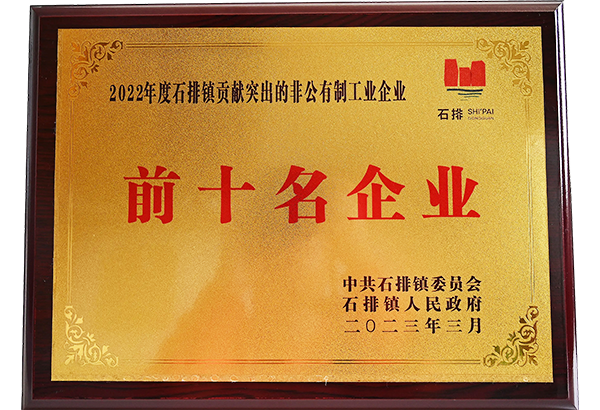 2022年度石排镇贡献突出的非公有制工业企业
石排 SHI'PAI
DONGGUAN
前十名企业
中共石排镇委员会
石排镇人民政府
二〇二三年三月